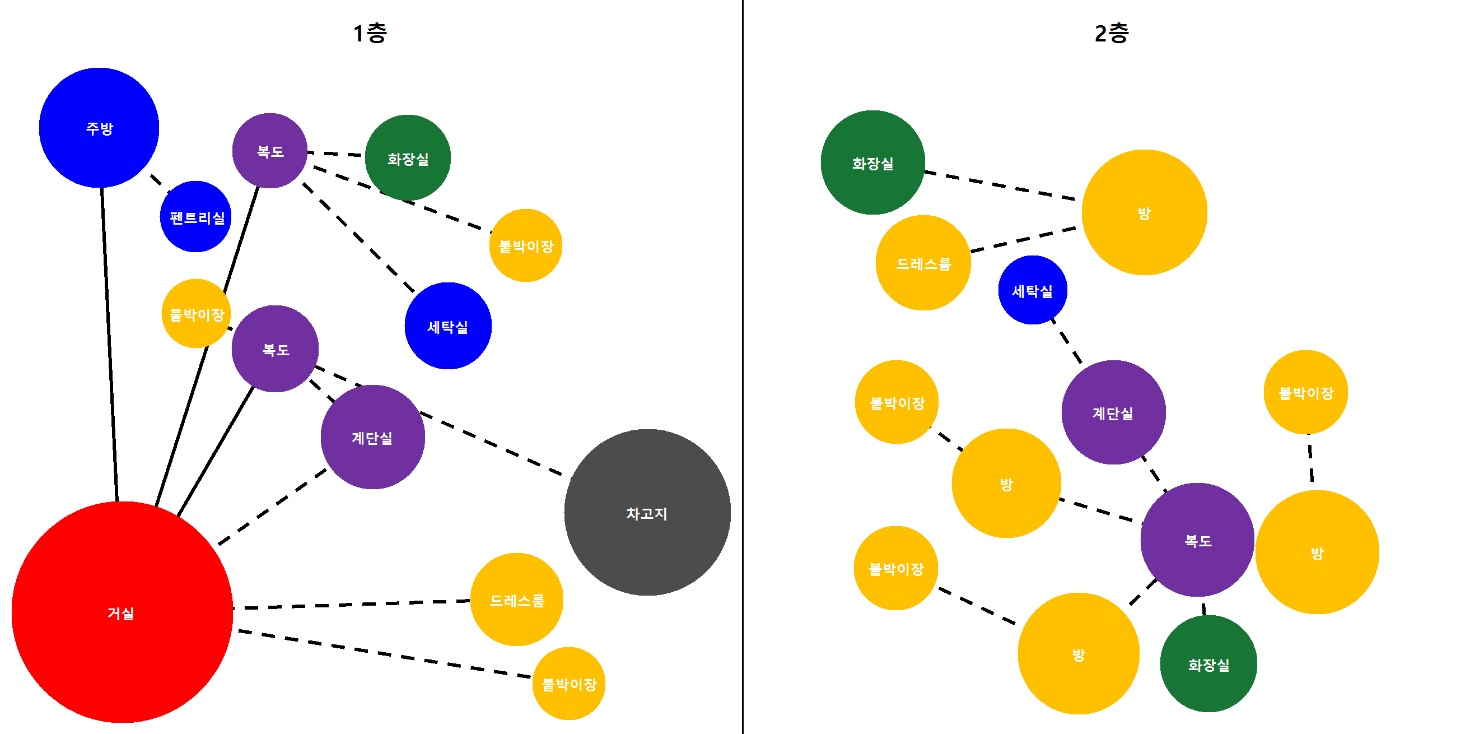 1층
주방
복도
화장실
펜트리실
붙박이장
붙박이장
세탁실
복도
계단실
차고지
드레스룸
거실
붙박이장
2층
화장실
방
드레스룸
세탁실
붙박이장
붙박이장
계단실
방
복도
방
붙박이장
방
화장실